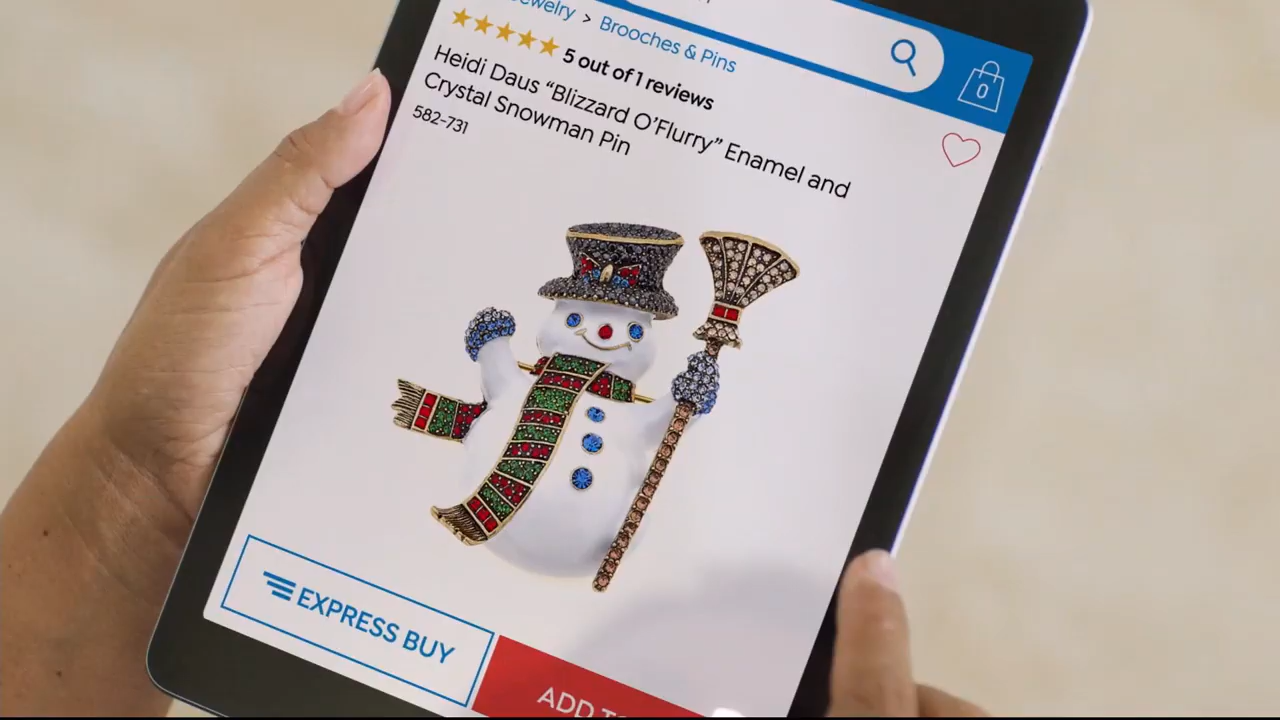 > Brooches & Pins
0
5 out of 1 reviews
Heidi Daus “Blizzard O’Flurry” Enamel and
Crystal Snowman Pin
582-731
EXPRESS BUY
ADD